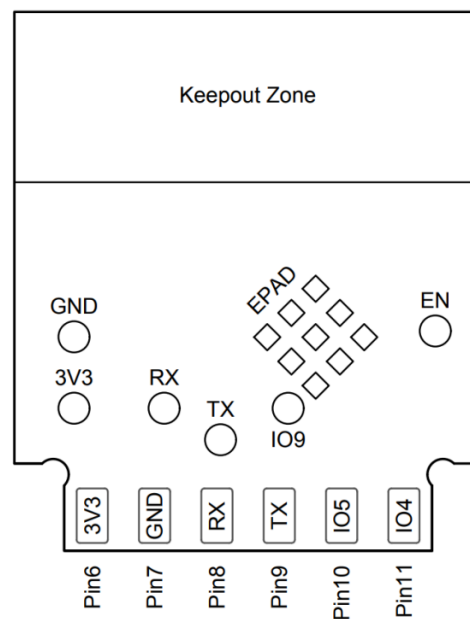 Keepout Zone
EPAD
GND
EN
3V3
RX
TX
IO9
3V3
GND
RX
TX
IO5
IO4
Pin6
Pin7
Pin8
Pin9
Pin10
Pin11